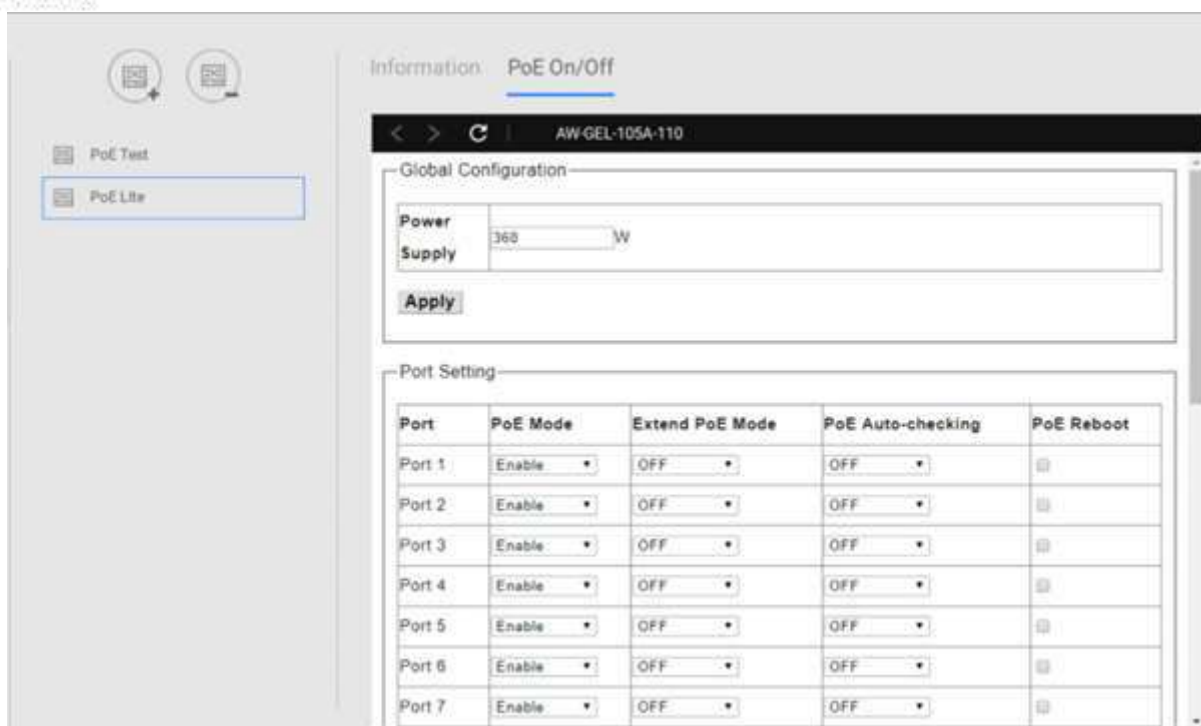 Information PoE On/Off
PoE Test
PoE Lite
AW-GEL-105A-110
Global Configuration
Power Supply
360 W
Apply
Port Setting
Port PoE Mode Extend PoE Mode PoE Auto-checking PoE Reboot
Port 1 Enable OFF OFF
Port 2 Enable OFF OFF
Port 3 Enable OFF OFF
Port 4 Enable OFF OFF
Port 5 Enable OFF OFF
Port 6 Enable OFF OFF
Port 7 Enable OFF OFF